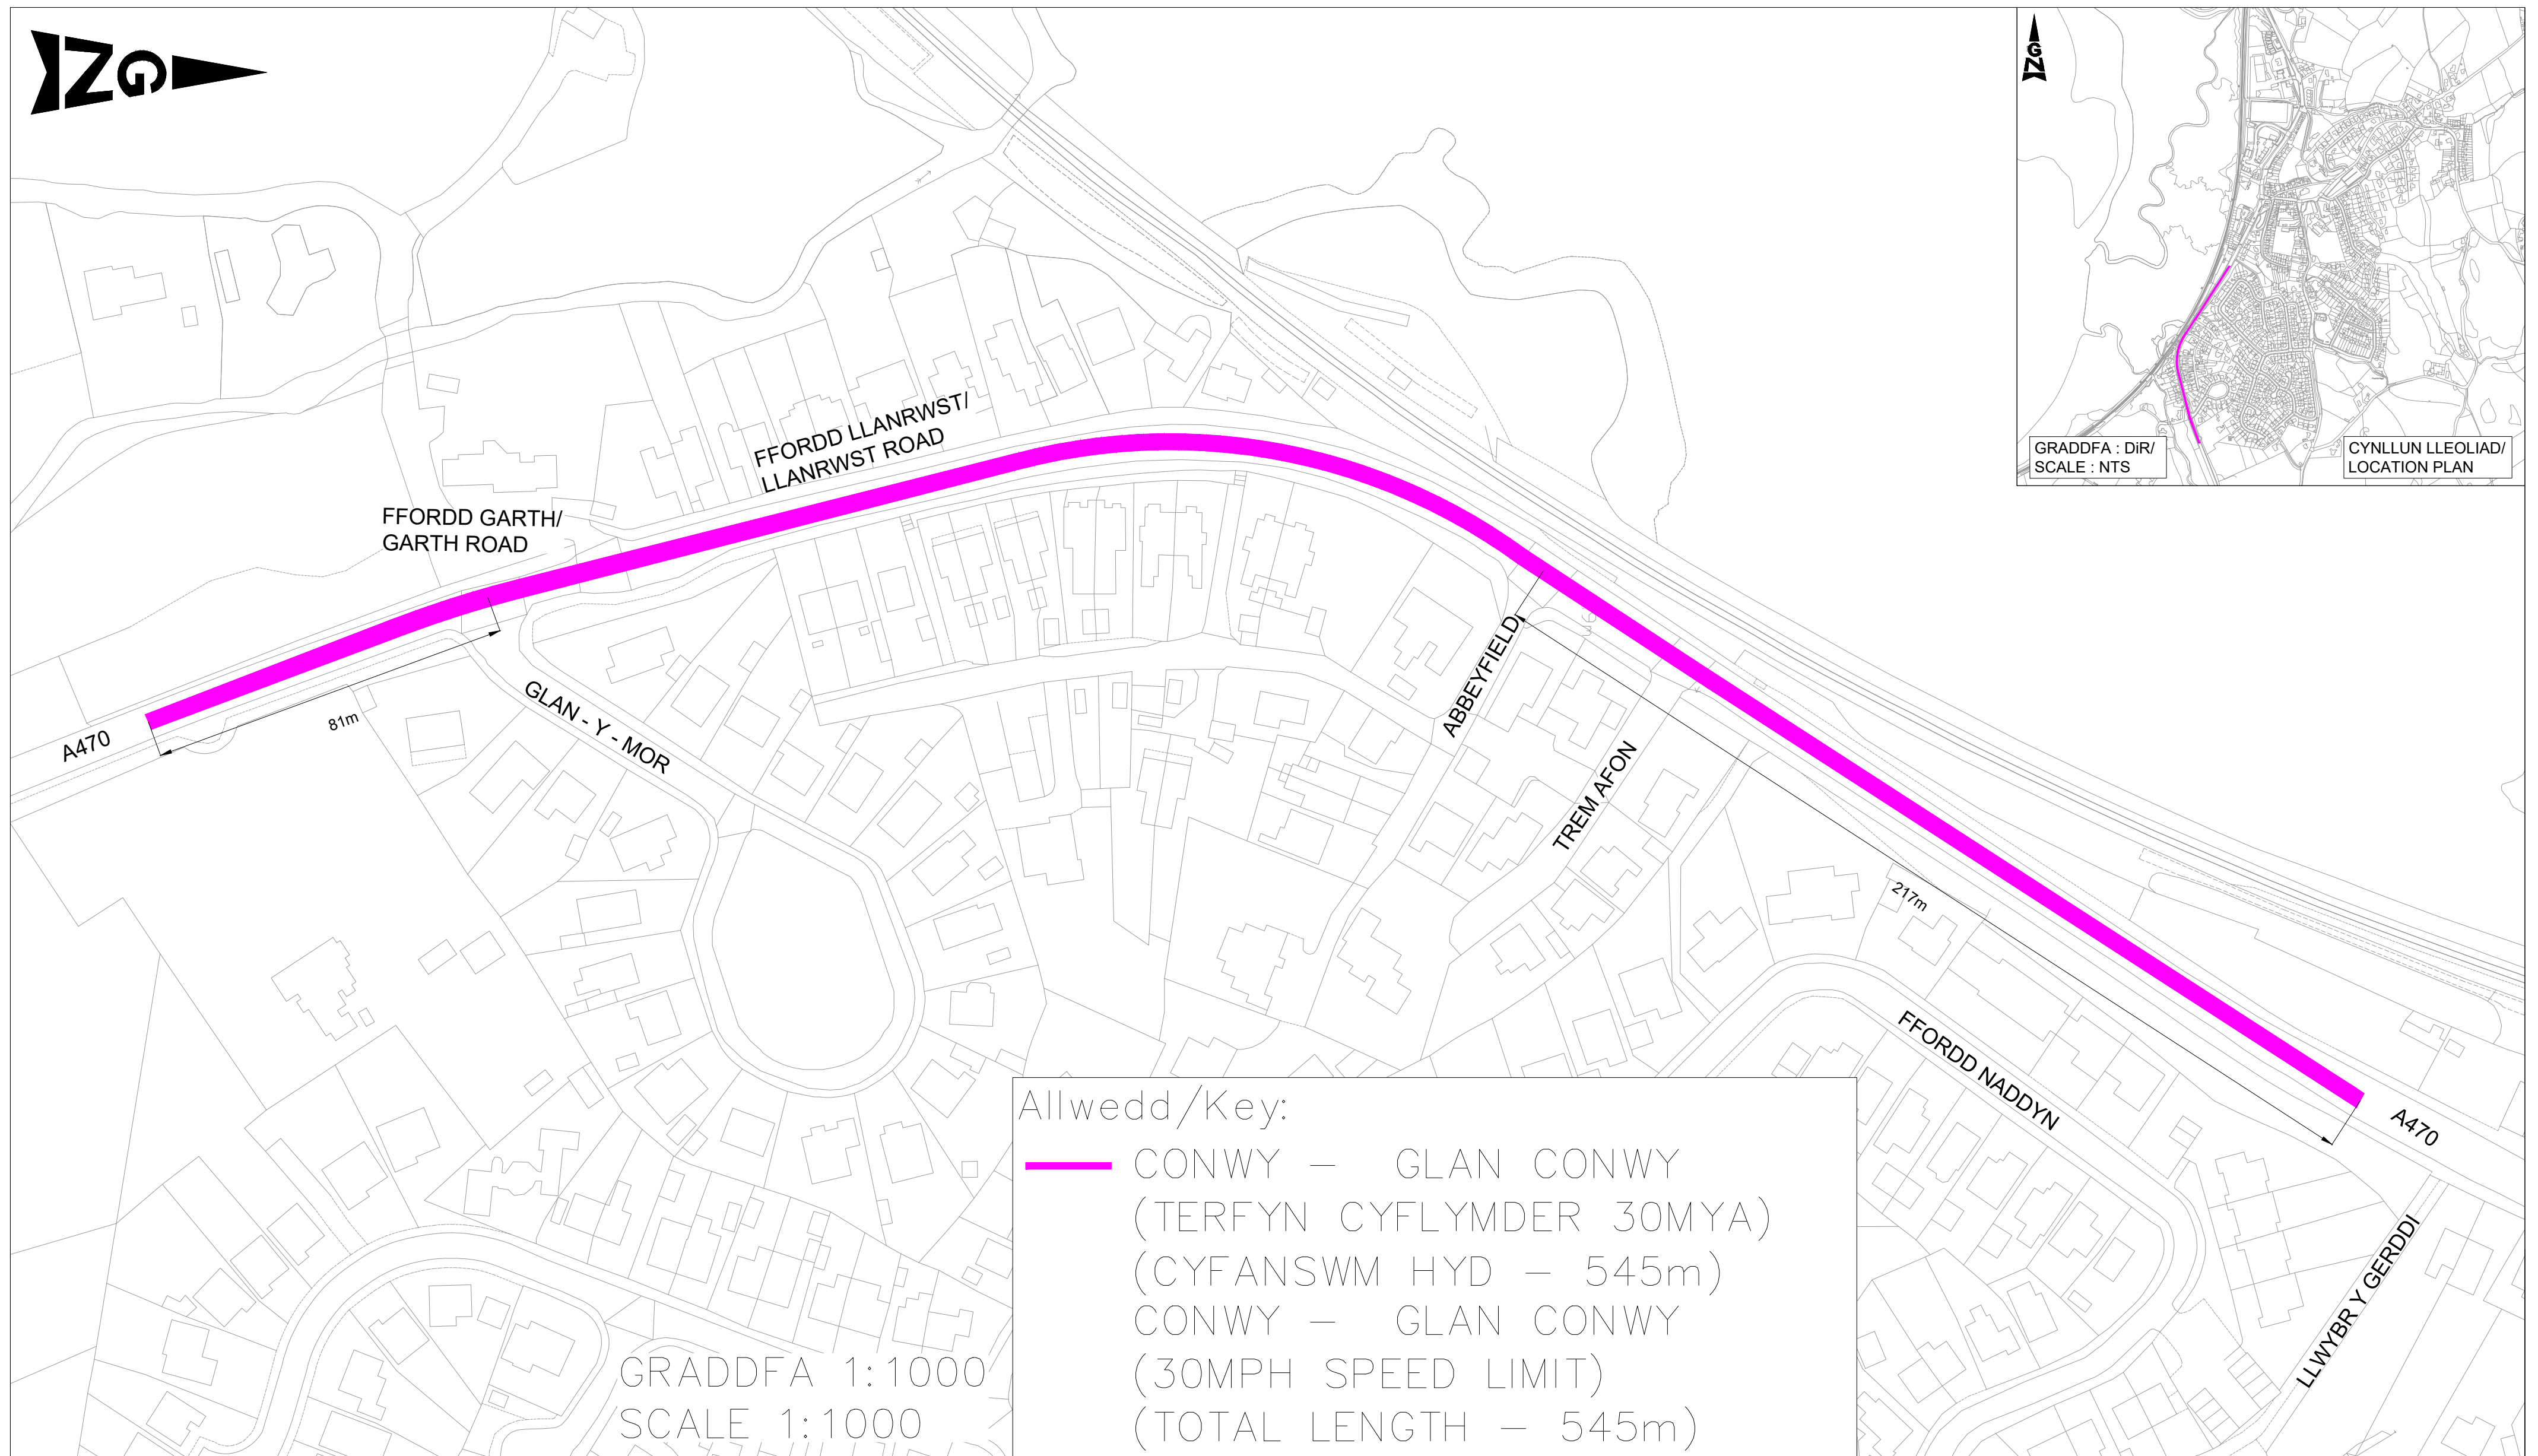 NG
NG
GRADDFA : DiR/
SCALE : NTS
CYNLLUN LLEOLIAD/
LOCATION PLAN
FFORDD LLANRWST/
LLANRWST ROAD
FFORDD GARTH/
GARTH ROAD
A470
81m
GLAN - Y - MOR
ABBEYFIELD
TREM AFON
217m
FFORDD NADDYN
A470
LLWYBR Y GERDDI
Allwedd/Key:
CONWY – GLAN CONWY
(TERFYN CYFLYMDER 30MYA)
(CYFANSWM HYD – 545m)
CONWY – GLAN CONWY
(30MPH SPEED LIMIT)
(TOTAL LENGTH – 545m)
GRADDFA 1:1000
SCALE 1:1000